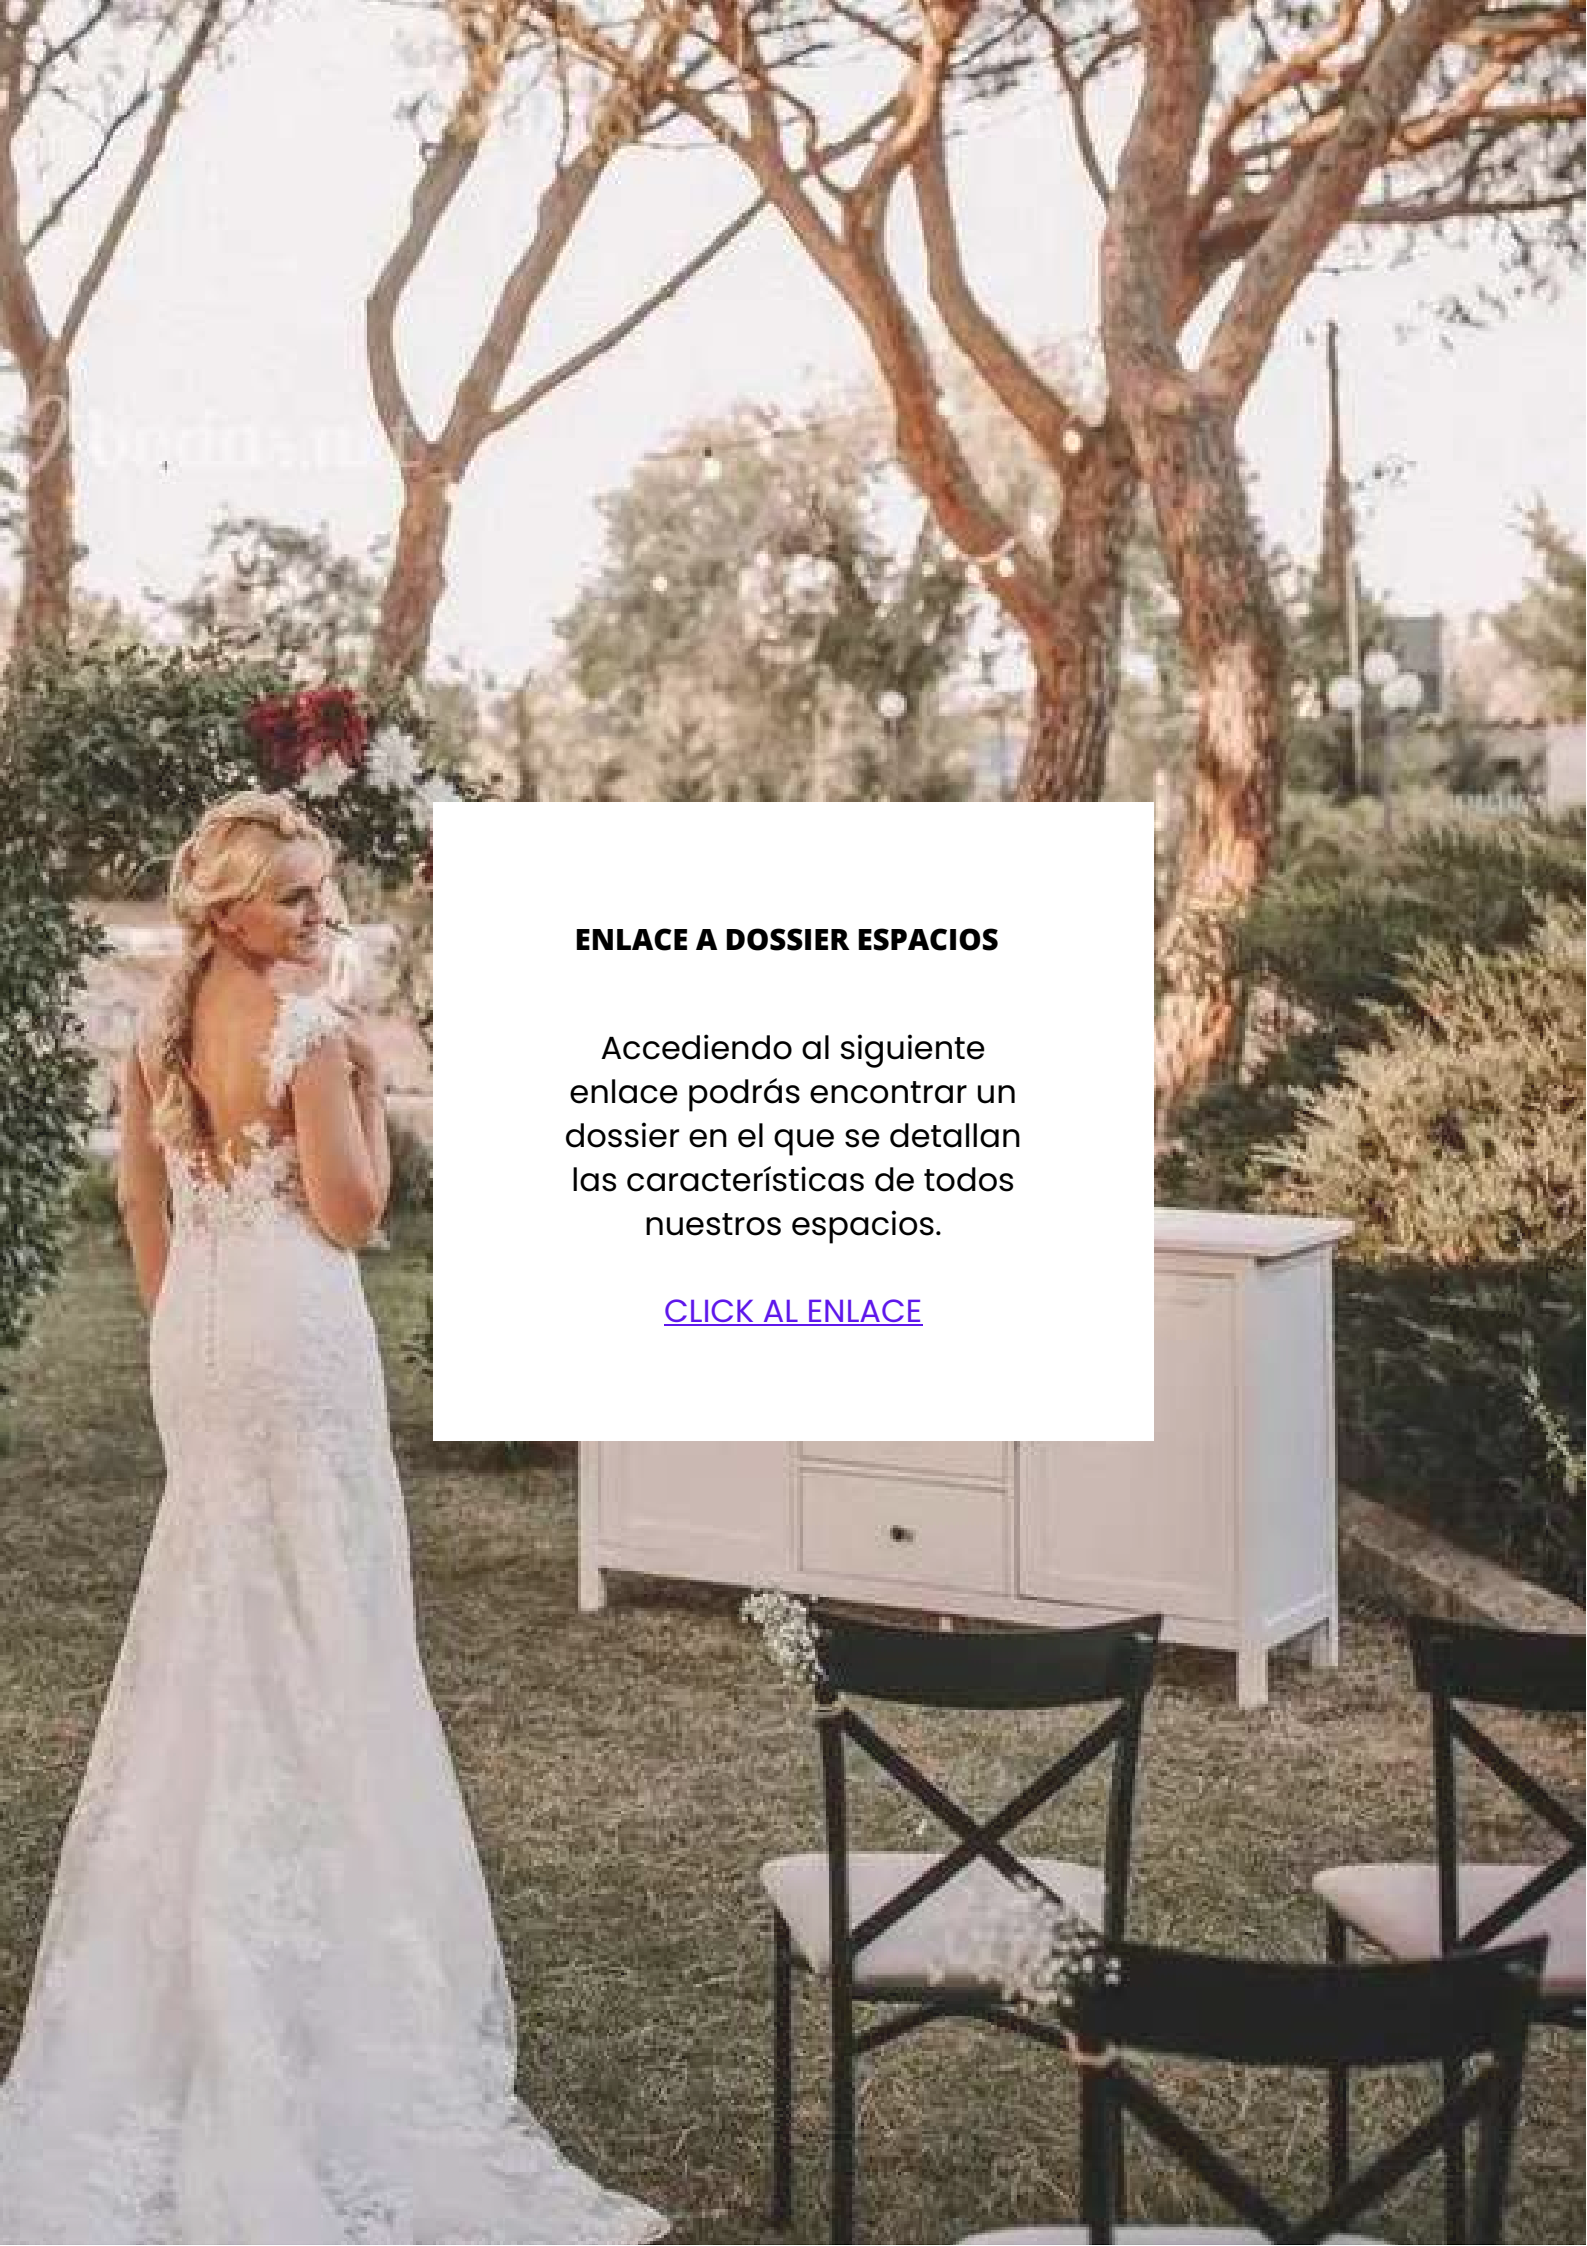 ENLACE A DOSSIER ESPACIOS
Accediendo al siguiente
enlace podrás encontrar un
dossier en el que se detallan
las características de todos
nuestros espacios.
CLICK AL ENLACE